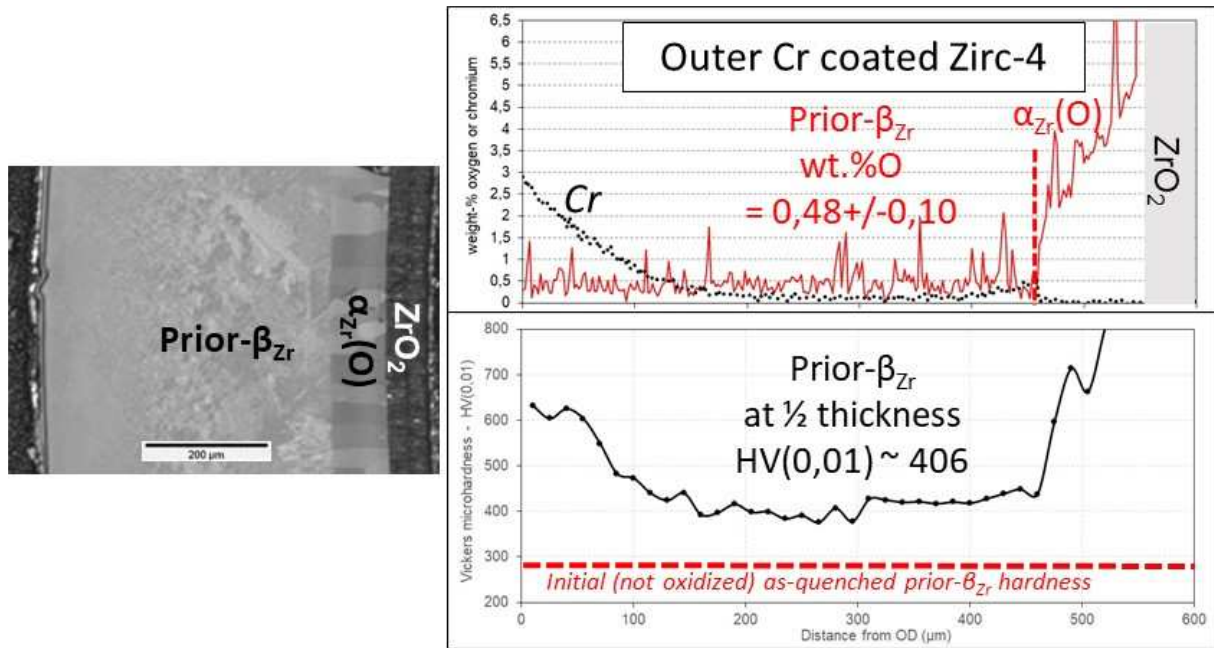 Prior-βZr
αZr(O)
ZrO2
200 µm
6,5
6
5,5
5
4,5
4
3,5
3
2,5
2
1,5
1
0,5
0
weight-% oxygen or chromium
Outer Cr coated Zirc-4
Cr
Prior-βZr
wt.%O
= 0,48+/-0,10
αZr(O)
ZrO2
800
700
600
500
400
300
200
Vickers microhardness - HV(0,01)
Prior-βZr
at ½ thickness
HV(0,01) ~ 406
Initial (not oxidized) as-quenched prior-βZr hardness
0 100 200 300 400 500 600
Distance from OD (µm)